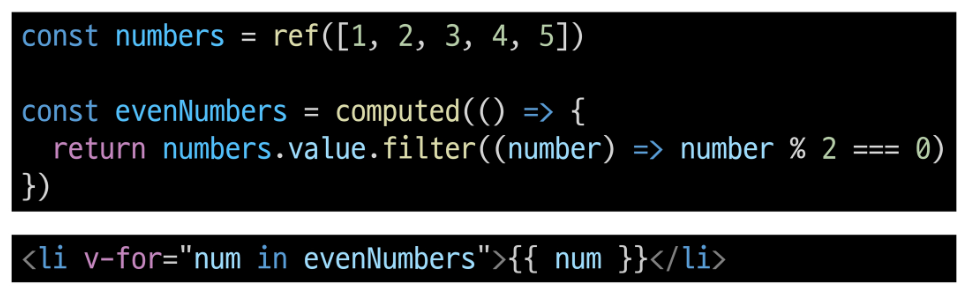 const numbers = ref([1, 2, 3, 4, 5])
const evenNumbers = computed(() => {
return numbers.value.filter((number) => number % 2 === 0)
})
<li v-for="num in evenNumbers">{{ num }}</li>